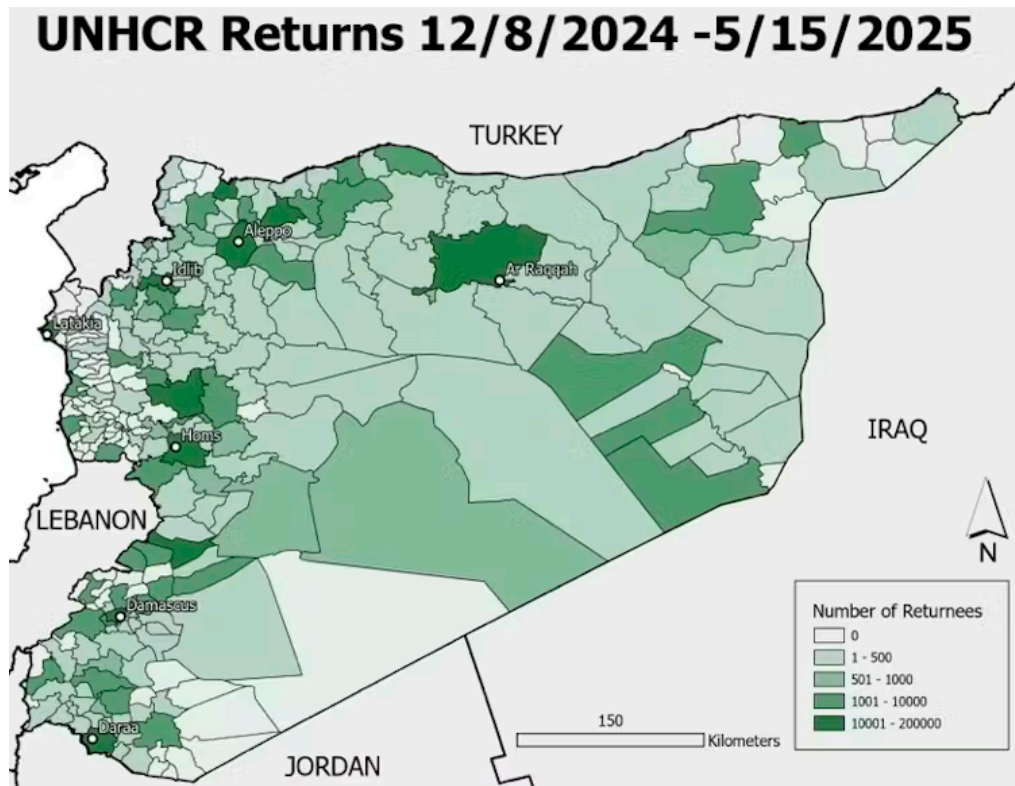 UNHCR Returns 12/8/2024 -5/15/2025
TURKEY
Aleppo
Idlib
Ar Raqqah
Latakia
Homs
IRAQ
LEBANON
N
Damascus
Number of Returnees
0
1 - 500
501 - 1000
1001 - 10000
10001 - 200000
Daraa
150
Kilometers
JORDAN